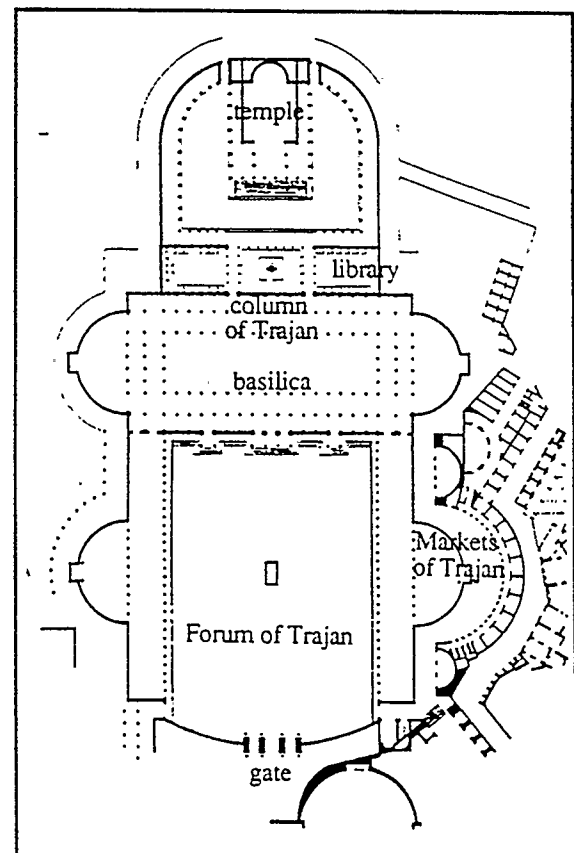 temple
library
column
of Trajan
basilica
Markets
of Trajan
Forum of Trajan
gate